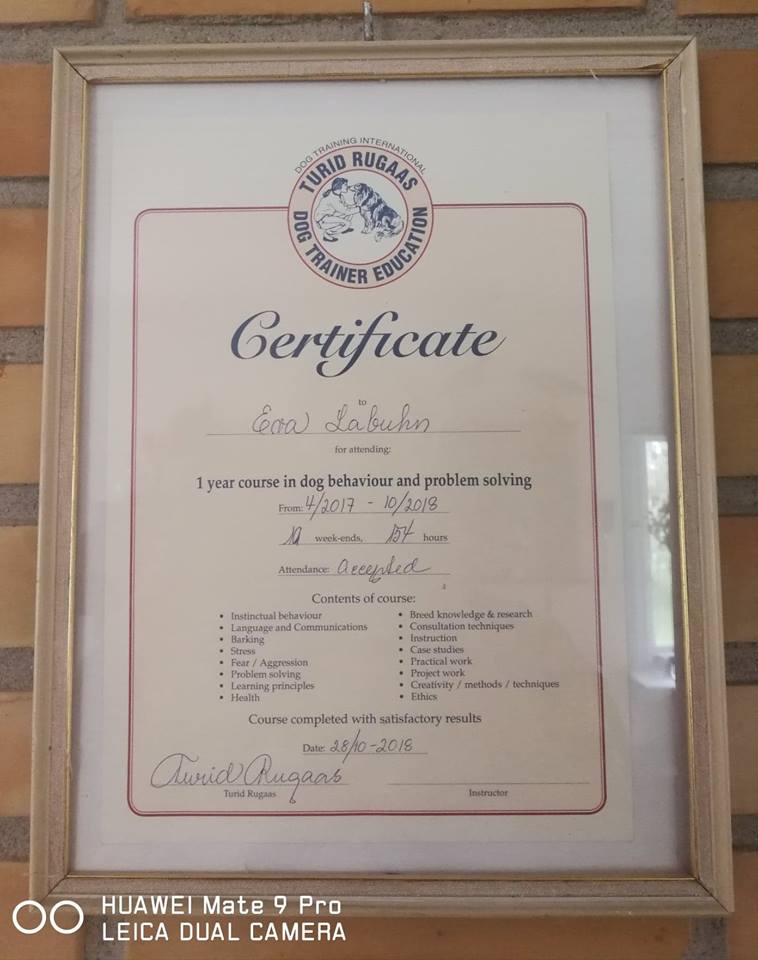 DOG TRAINING INTERNATIONAL
TURID RUGAAS
DOG TRAINER EDUCATION
Certificate
to
Eva Labuhn
for attending:
1 year course in dog behaviour and problem solving
From: 4/2017 - 10/2018
week-ends, 154 hours
Attendance: accepted
Contents of course:
• Instinctual behaviour
• Language and Communications
• Barking
• Stress
• Fear / Aggression
• Problem solving
• Learning principles
• Health
• Breed knowledge & research
• Consultation techniques
• Instruction
• Case studies
• Practical work
• Project work
• Creativity / methods / techniques
• Ethics
Course completed with satisfactory results
Date: 28/10-2018
Turid Rugaas
Turid Rugaas
Instructor
HUAWEI Mate 9 Pro
LEICA DUAL CAMERA